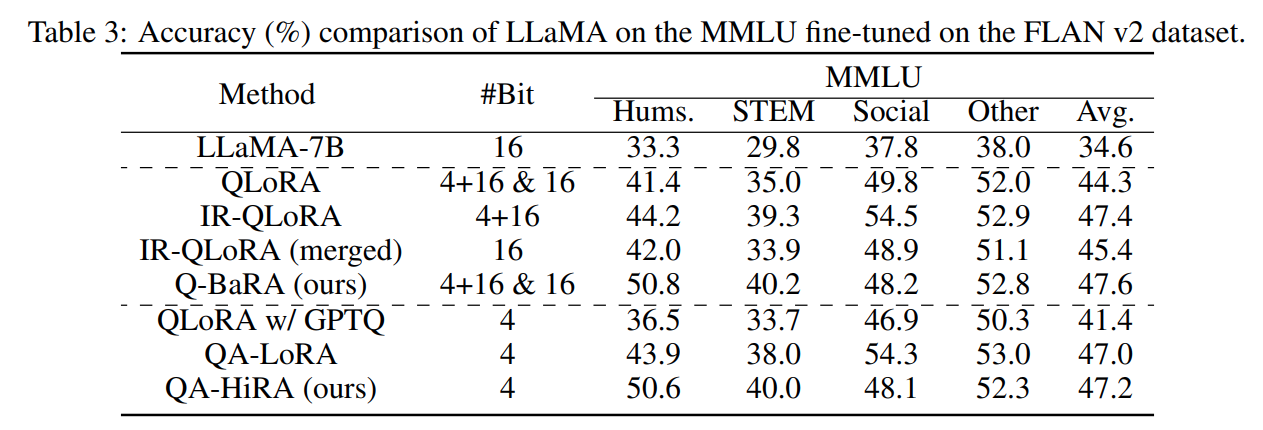 Table 3: Accuracy (%) comparison of LLaMA on the MMLU fine-tuned on the FLAN v2 dataset.
Method #Bit MMLU
Hums. STEM Social Other Avg.
LLaMA-7B 16 33.3 29.8 37.8 38.0 34.6
QLoRA 4+16 & 16 41.4 35.0 49.8 52.0 44.3
IR-QLoRA 4+16 44.2 39.3 54.5 52.9 47.4
IR-QLoRA (merged) 16 42.0 33.9 48.9 51.1 45.4
Q-BaRA (ours) 4+16 & 16 50.8 40.2 48.2 52.8 47.6
QLoRA w/ GPTQ 4 36.5 33.7 46.9 50.3 41.4
QA-LoRA 4 43.9 38.0 54.3 53.0 47.0
QA-HiRA (ours) 4 50.6 40.0 48.1 52.3 47.2